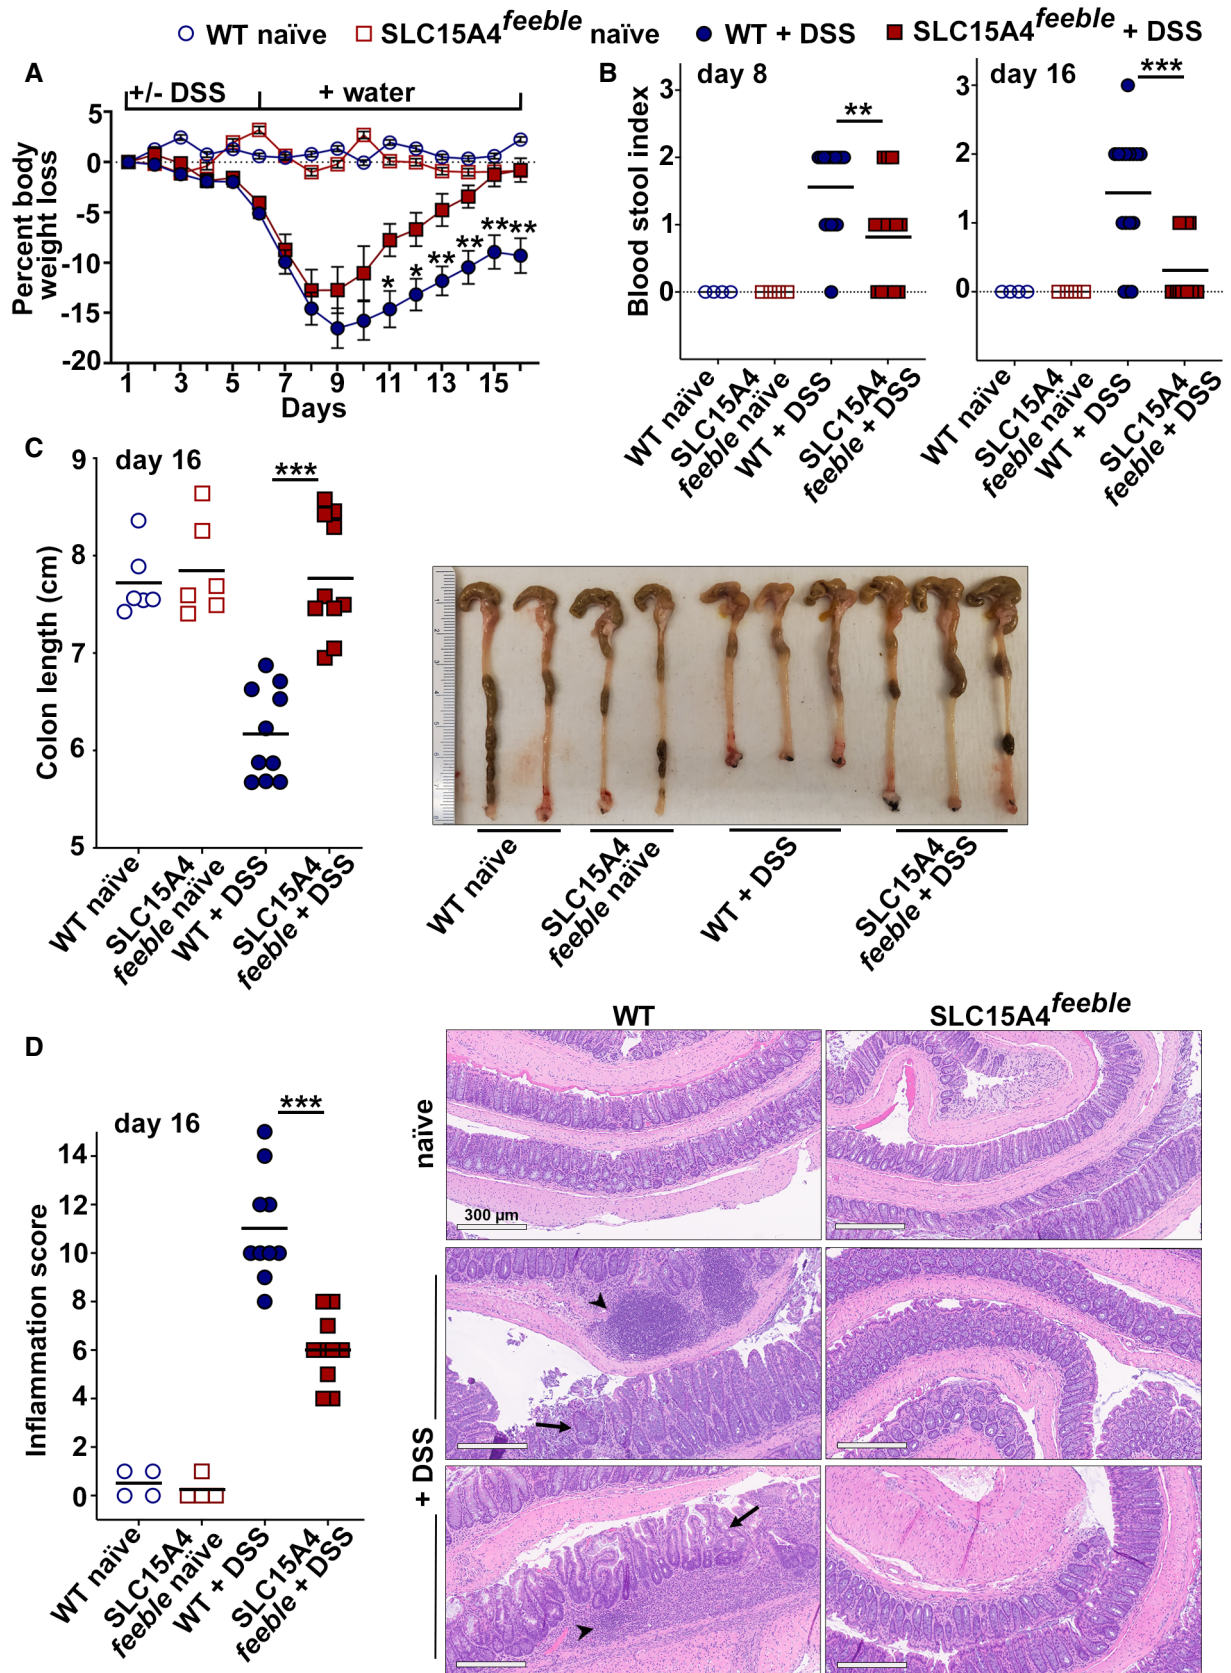 WT naïve SLC15A4feeble naïve WT + DSS SLC15A4feeble + DSS
A
+/- DSS + water
Percent body
weight loss
5
0
-5
-10
-15
-20
* * ** ** ** **
1 3 5 7 9 11 13 15
Days
B
Blood stool index
day 8
**
3
2
1
0
WT naïve
SLC15A4
feeble naïve
WT + DSS
SLC15A4
feeble + DSS
day 16
***
3
2
1
0
WT naïve
SLC15A4
feeble naïve
WT + DSS
SLC15A4
feeble + DSS
C
day 16
***
Colon length (cm)
9
8
7
6
5
WT naïve
SLC15A4
feeble naïve
WT + DSS
SLC15A4
feeble + DSS
WT naïve
SLC15A4
feeble naïve
WT + DSS
SLC15A4
feeble + DSS
D
day 16
***
Inflammation score
14
12
10
8
6
4
2
0
WT naïve
SLC15A4
feeble naïve
WT + DSS
SLC15A4
feeble + DSS
WT SLC15A4feeble
naïve
300 µm
+ DSS